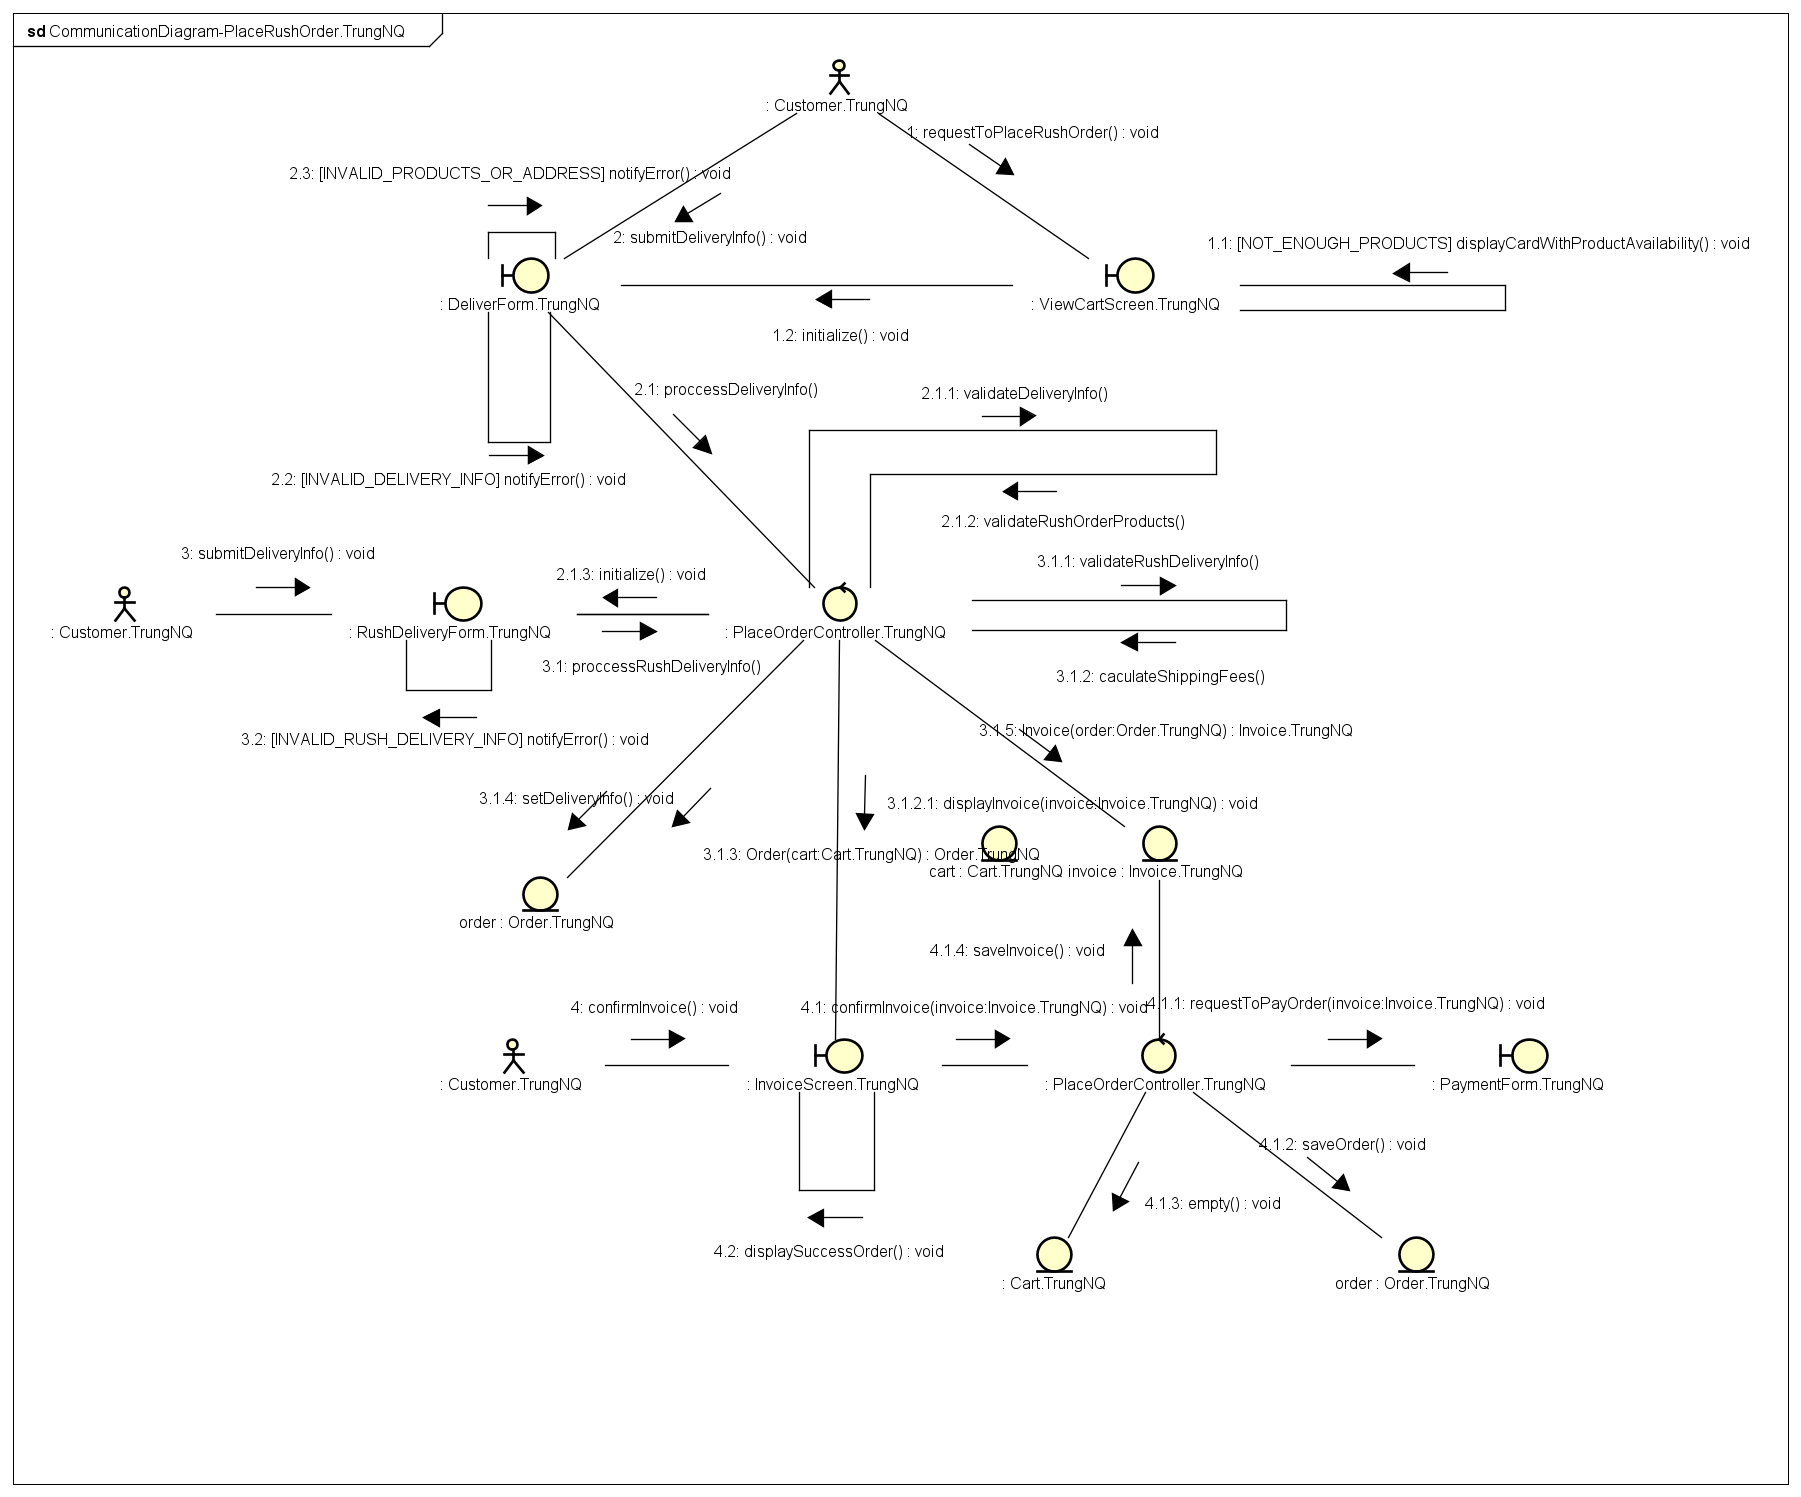 sd CommunicationDiagram-PlaceRushOrder.TrungNQ
: Customer.TrungNQ
1: requestToPlaceRushOrder() : void
2.3: [INVALID_PRODUCTS_OR_ADDRESS] notifyError() : void
2: submitDeliveryInfo() : void
1.1: [NOT_ENOUGH_PRODUCTS] displayCardWithProductAvailability() : void
: DeliverForm.TrungNQ
: ViewCartScreen.TrungNQ
1.2: initialize() : void
2.1: proccessDeliveryInfo()
2.1.1: validateDeliveryInfo()
2.2: [INVALID_DELIVERY_INFO] notifyError() : void
2.1.2: validateRushOrderProducts()
3: submitDeliveryInfo() : void
2.1.3: initialize() : void
3.1.1: validateRushDeliveryInfo()
: Customer.TrungNQ
: RushDeliveryForm.TrungNQ
: PlaceOrderController.TrungNQ
3.1: proccessRushDeliveryInfo()
3.1.2: caculateShippingFees()
3.2: [INVALID_RUSH_DELIVERY_INFO] notifyError() : void
3.1.5: Invoice(order:Order.TrungNQ) : Invoice.TrungNQ
3.1.4: setDeliveryInfo() : void
3.1.2.1: displayInvoice(invoice:Invoice.TrungNQ) : void
3.1.3: Order(cart:Cart.TrungNQ) : Order.TrungNQ
cart : Cart.TrungNQ
invoice : Invoice.TrungNQ
order : Order.TrungNQ
4.1.4: saveInvoice() : void
4: confirmInvoice() : void
4.1: confirmInvoice(invoice:Invoice.TrungNQ) : void
4.1.1: requestToPayOrder(invoice:Invoice.TrungNQ) : void
: Customer.TrungNQ
: InvoiceScreen.TrungNQ
: PlaceOrderController.TrungNQ
: PaymentForm.TrungNQ
4.1.2: saveOrder() : void
4.1.3: empty() : void
4.2: displaySuccessOrder() : void
: Cart.TrungNQ
order : Order.TrungNQ